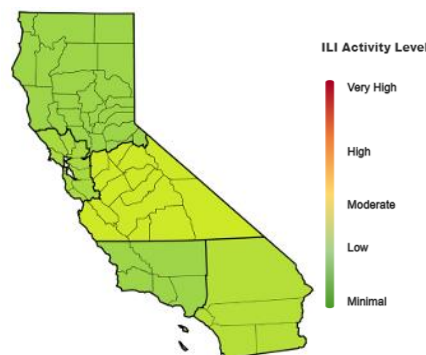 ILI Activity Level
Very High
High
Moderate
Low
Minimal